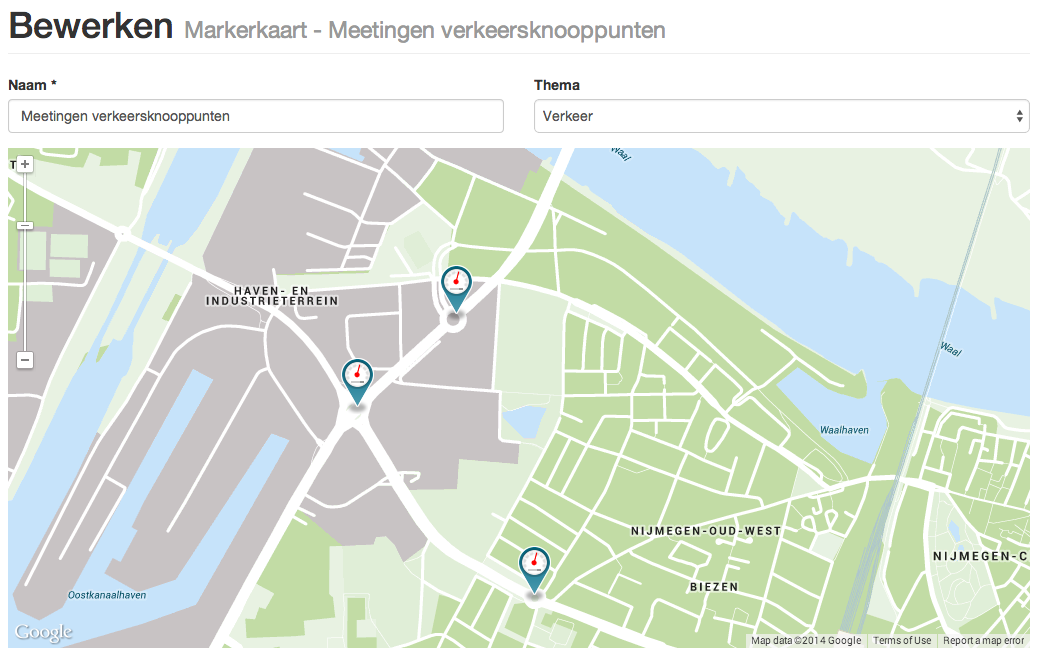 Bewerken Markerkaart - Meetingen verkeersknooppunten
Naam * Thema
Meetingen verkeersknooppunten Verkeer
Waal
T
+
HAVEN- EN
INDUSTRIETERREIN
Waal
−
Waalhaven
NIJMEGEN-OUD-WEST
NIJMEGEN-C
BIEZEN
Oostkanaalhaven
Google
Map data ©2014 Google Terms of Use Report a map error